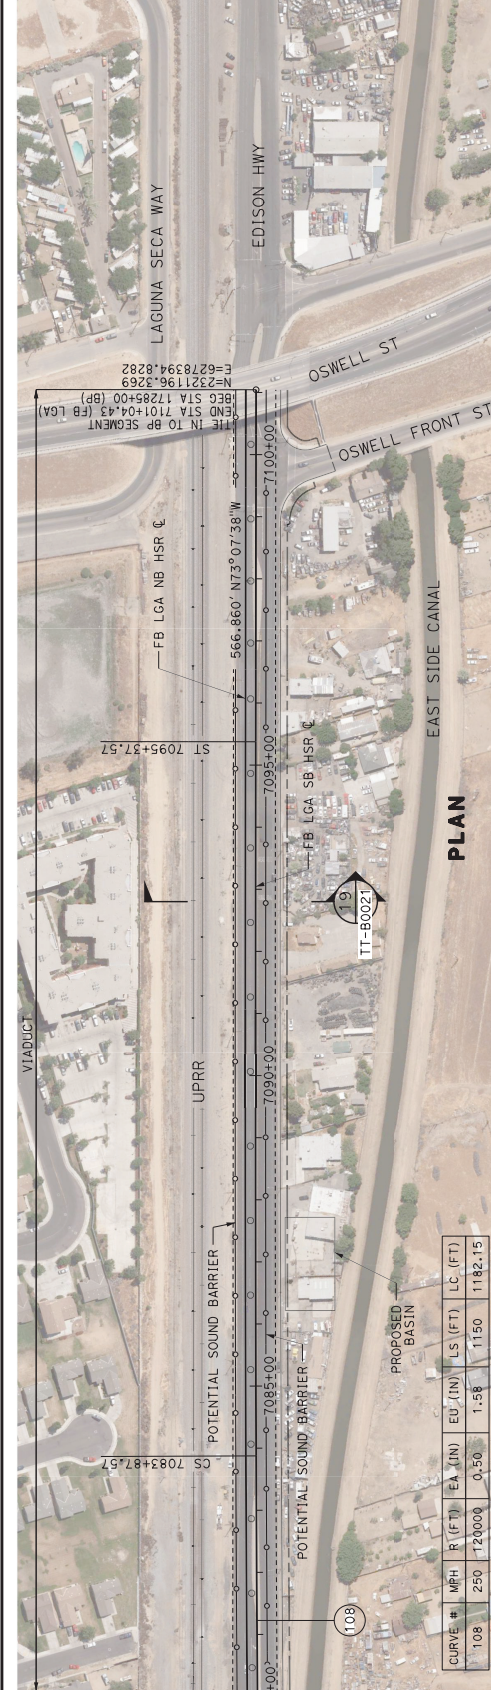 LAGUNA SECA WAY
EDISON HWY
OSWELL ST
OSWELL FRONT ST
TIE IN TO BP SEGMENT
END STA 7101+04.43 (FB LGA)
BEG STA 17285+00 (BP)
N=2321196.3269
E=6278394.8282
7100+00
566.860' N73°07'38"W
FB LGA NB HSR ℄
EAST SIDE CANAL
ST 7095+37.57
7095+00
FB LGA SB HSR ℄
PLAN
19
TT-B0021
VIADUCT
UPRR
7090+00
POTENTIAL SOUND BARRIER
PROPOSED
BASIN
7085+00
POTENTIAL SOUND BARRIER
CS 7083+87.57
108
+00
CURVE # MPH R (FT) EA (IN) EU (IN) LS (FT) LC (FT)
108 250 120000 0.50 1.58 1150 1182.15